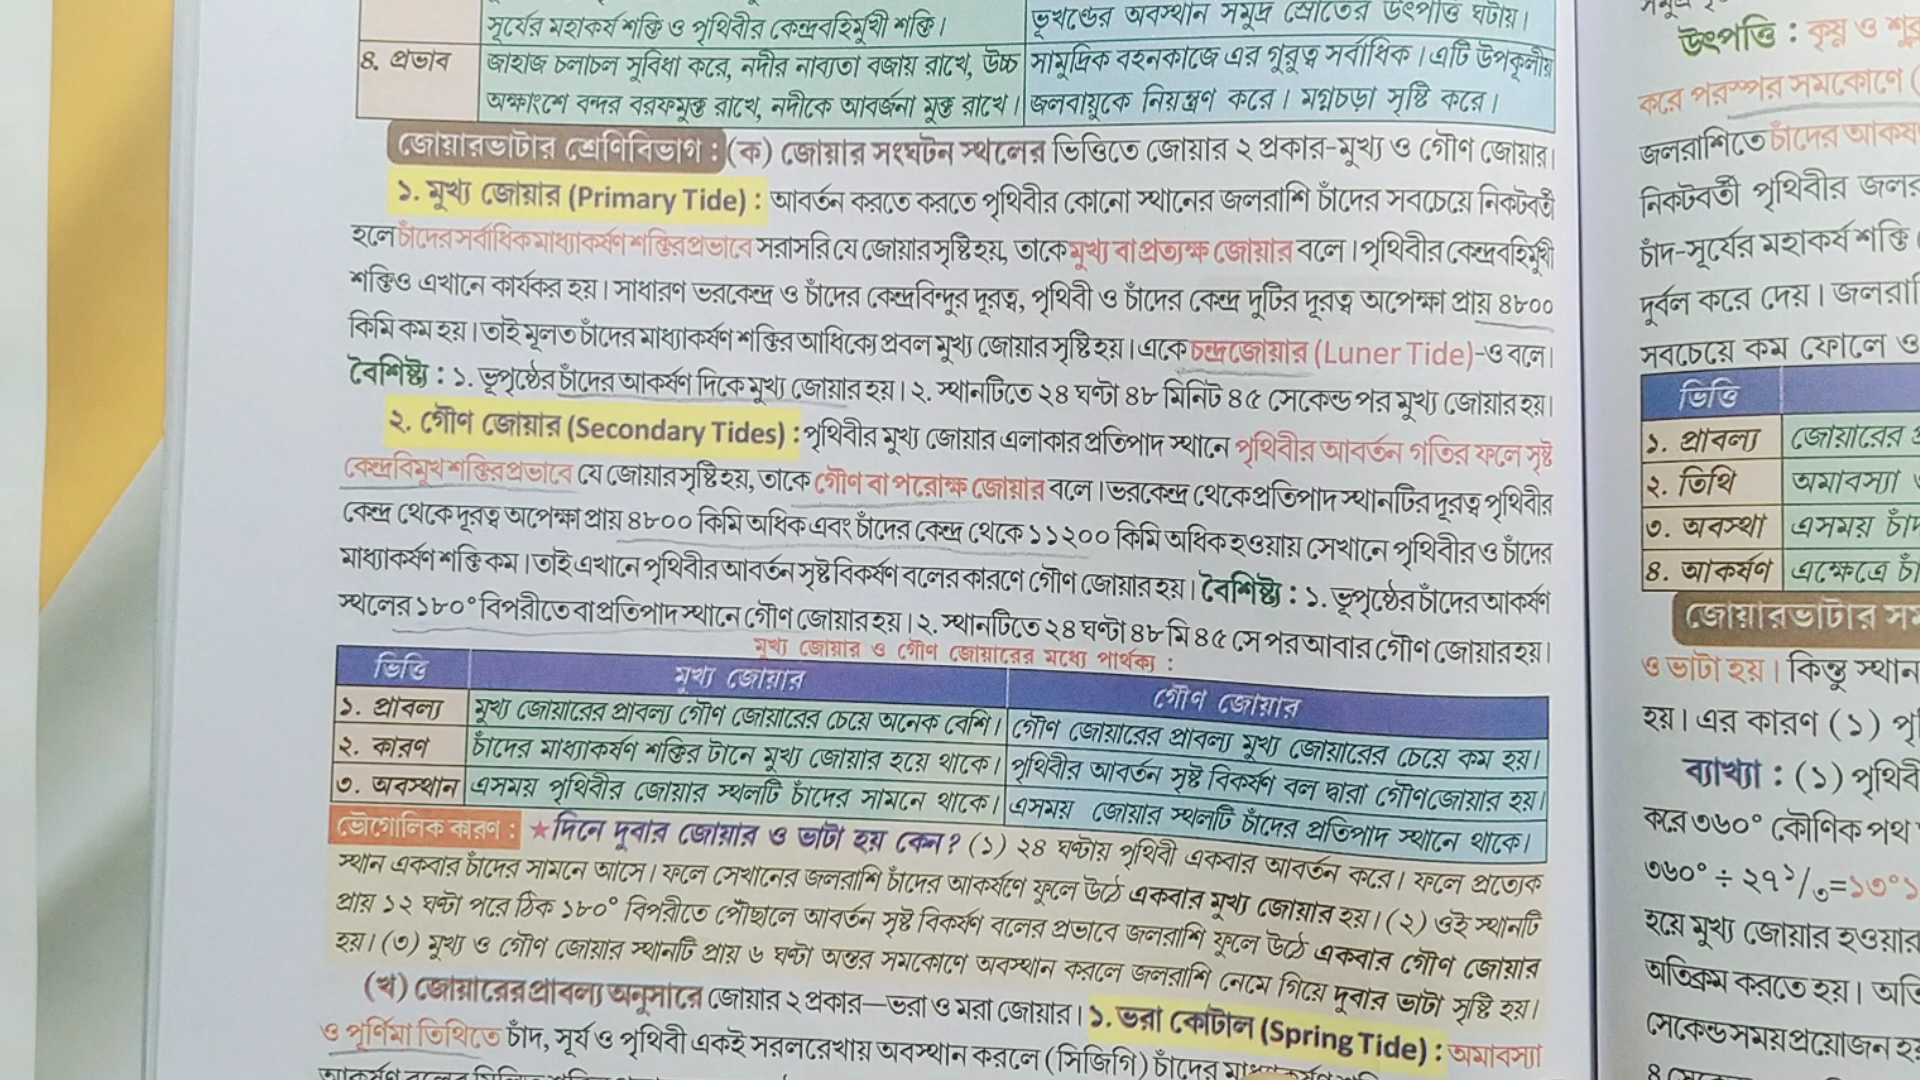 সূর্যের মহাকর্ষ শক্তি ও পৃথিবীর কেন্দ্রবহির্মুখী শক্তি। ভূখণ্ডের অবস্থান সমুদ্র স্রোতের উৎপত্তি ঘটায়।
৪. প্রভাব জাহাজ চলাচল সুবিধা করে, নদীর নাব্যতা বজায় রাখে, উচ্চ সামুদ্রিক বহনকাজে এর গুরুত্ব সর্বাধিক। এটি উপকূলীয়
অক্ষাংশে বন্দর বরফমুক্ত রাখে, নদীকে আবর্জনা মুক্ত রাখে। জলবায়ুকে নিয়ন্ত্রণ করে। মগ্নচড়া সৃষ্টি করে।
জোয়ারভাটার শ্রেণিবিভাগ : (ক) জোয়ার সংঘটন স্থলের ভিত্তিতে জোয়ার ২ প্রকার-মুখ্য ও গৌণ জোয়ার।
১. মুখ্য জোয়ার (Primary Tide) : আবর্তন করতে করতে পৃথিবীর কোনো স্থানের জলরাশি চাঁদের সবচেয়ে নিকটবর্তী
হলে চাঁদের সর্বাধিক মাধ্যাকর্ষণ শক্তির প্রভাবে সরাসরি যে জোয়ার সৃষ্টি হয়, তাকে মুখ্য বা প্রত্যক্ষ জোয়ার বলে। পৃথিবীর কেন্দ্রবহির্মুখী
শক্তিও এখানে কার্যকর হয়। সাধারণ ভরকেন্দ্র ও চাঁদের কেন্দ্রবিন্দুর দূরত্ব, পৃথিবী ও চাঁদের কেন্দ্র দুটির দূরত্ব অপেক্ষা প্রায় ৪৮০০
কিমি কম হয়। তাই মূলত চাঁদের মাধ্যাকর্ষণ শক্তির আধিক্যে প্রবল মুখ্য জোয়ার সৃষ্টি হয়। একে চন্দ্রজোয়ার (Luner Tide)-ও বলে।
বৈশিষ্ট্য : ১. ভূপৃষ্ঠের চাঁদের আকর্ষণ দিকে মুখ্য জোয়ার হয়। ২. স্থানটিতে ২৪ ঘণ্টা ৪৮ মিনিট ৪৫ সেকেন্ড পর মুখ্য জোয়ার হয়।
২. গৌণ জোয়ার (Secondary Tides) : পৃথিবীর মুখ্য জোয়ার এলাকার প্রতিপাদ স্থানে পৃথিবীর আবর্তন গতির ফলে সৃষ্ট
কেন্দ্রবিমুখ শক্তির প্রভাবে যে জোয়ার সৃষ্টি হয়, তাকে গৌণ বা পরোক্ষ জোয়ার বলে। ভরকেন্দ্র থেকে প্রতিপাদ স্থানটির দূরত্ব পৃথিবীর
কেন্দ্র থেকে দূরত্ব অপেক্ষা প্রায় ৪৮০০ কিমি অধিক এবং চাঁদের কেন্দ্র থেকে ১১২০০ কিমি অধিক হওয়ায় সেখানে পৃথিবীর ও চাঁদের
মাধ্যাকর্ষণ শক্তি কম। তাই এখানে পৃথিবীর আবর্তন সৃষ্ট বিকর্ষণ বলের কারণে গৌণ জোয়ার হয়। বৈশিষ্ট্য : ১. ভূপৃষ্ঠের চাঁদের আকর্ষণ
স্থলের ১৮০° বিপরীতে বা প্রতিপাদ স্থানে গৌণ জোয়ার হয়। ২. স্থানটিতে ২৪ ঘণ্টা ৪৮ মি ৪৫ সে পর আবার গৌণ জোয়ার হয়।
মুখ্য জোয়ার ও গৌণ জোয়ারের মধ্যে পার্থক্য :
ভিত্তি মুখ্য জোয়ার গৌণ জোয়ার
১. প্রাবল্য মুখ্য জোয়ারের প্রাবল্য গৌণ জোয়ারের চেয়ে অনেক বেশি। গৌণ জোয়ারের প্রাবল্য মুখ্য জোয়ারের চেয়ে কম হয়।
২. কারণ চাঁদের মাধ্যাকর্ষণ শক্তির টানে মুখ্য জোয়ার হয়ে থাকে। পৃথিবীর আবর্তন সৃষ্ট বিকর্ষণ বল দ্বারা গৌণজোয়ার হয়।
৩. অবস্থান এসময় পৃথিবীর জোয়ার স্থলটি চাঁদের সামনে থাকে। এসময় জোয়ার স্থলটি চাঁদের প্রতিপাদ স্থানে থাকে।
ভৌগোলিক কারণ : ★ দিনে দুবার জোয়ার ও ভাটা হয় কেন? (১) ২৪ ঘণ্টায় পৃথিবী একবার আবর্তন করে। ফলে প্রত্যেক
স্থান একবার চাঁদের সামনে আসে। ফলে সেখানের জলরাশি চাঁদের আকর্ষণে ফুলে উঠে একবার মুখ্য জোয়ার হয়। (২) ওই স্থানটি
প্রায় ১২ ঘণ্টা পরে ঠিক ১৮০° বিপরীতে পৌঁছালে আবর্তন সৃষ্ট বিকর্ষণ বলের প্রভাবে জলরাশি ফুলে উঠে একবার গৌণ জোয়ার
হয়। (৩) মুখ্য ও গৌণ জোয়ার স্থানটি প্রায় ৬ ঘণ্টা অন্তর সমকোণে অবস্থান করলে জলরাশি নেমে গিয়ে দুবার ভাটা সৃষ্টি হয়।
(খ) জোয়ারের প্রাবল্য অনুসারে জোয়ার ২ প্রকার—ভরা ও মরা জোয়ার। ১. ভরা কোটাল (Spring Tide) : অমাবস্যা
ও পূর্ণিমা তিথিতে চাঁদ, সূর্য ও পৃথিবী একই সরলরেখায় অবস্থান করলে (সিজিগি) চাঁদের
উৎপত্তি : কৃষ্ণ ও
করে পরস্পর সমকোণে (
জলরাশিতে চাঁদের
নিকটবর্তী পৃথিবীর
চাঁদ-সূর্যের মহাকর্ষ শক্তি
দুর্বল করে দেয়।
সবচেয়ে কম ফোলে ও
ভিত্তি
১. প্রাবল্য জোয়ারের
২. তিথি অমাবস্যা
৩. অবস্থা এসময়
৪. আকর্ষণ এক্ষেত্রে
জোয়ারভাটার
ও ভাটা হয়। কিন্তু
হয়। এর কারণ (১)
ব্যাখ্যা : (১)
করে ৩৬০° কৌণিক পথ
৩৬০° ÷ ২৭ ১/৩=১৩°
হয়ে মুখ্য জোয়ার হওয়ার
অতিক্রম করতে হয়।
সেকেন্ড সময় প্রয়োজন